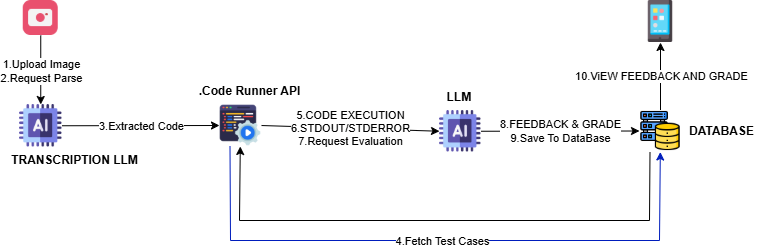 1.Upload Image
2.Request Parse
AI
TRANSCRIPTION LLM
3.Extracted Code
.Code Runner API
5.CODE EXECUTION
6.STDOUT/STDERROR
7.Request Evaluation
LLM
AI
8.FEEDBACK & GRADE
9.Save To DataBase
10.ViEW FEEDBACK AND GRADE
DATABASE
4.Fetch Test Cases